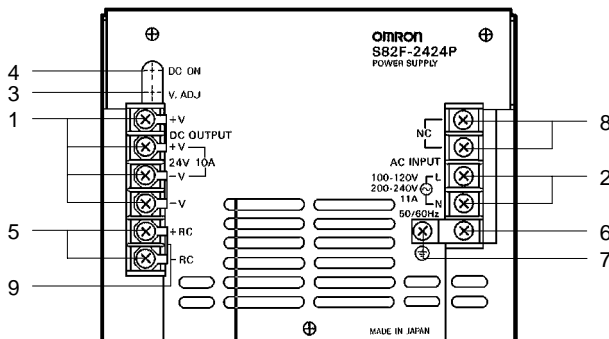 OMRON
S82F-2424P
POWER SUPPLY
4
DC ON
3
V. ADJ
1
+V
DC OUTPUT
+V
24V 10A
-V
-V
5
+RC
-RC
9
8
NC
AC INPUT
100-120V
L
200-240V
2
11A
N
50/60Hz
6
7
MADE IN JAPAN